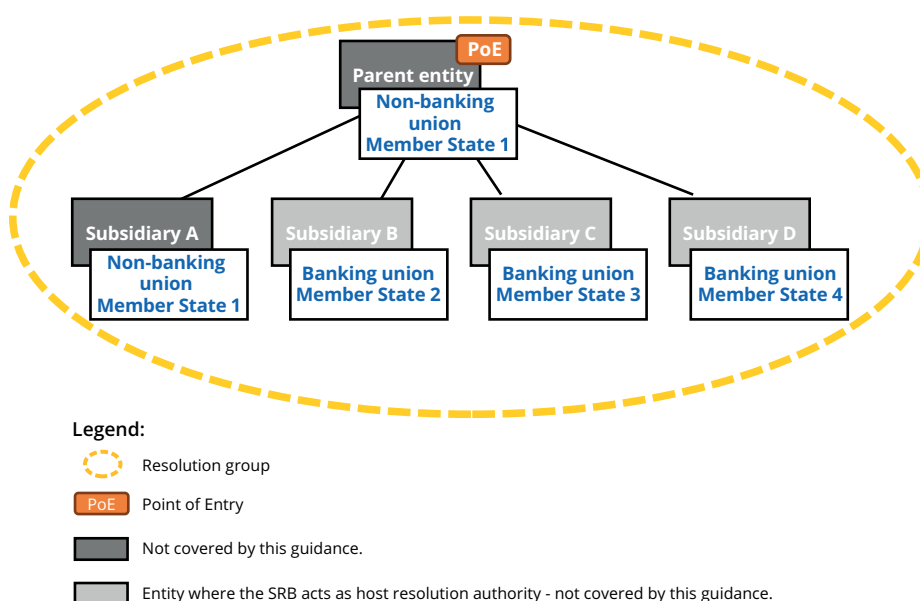 PoE
Parent entity
Non-banking
union
Member State 1
Subsidiary A
Non-banking
union
Member State 1
Subsidiary B
Banking union
Member State 2
Subsidiary C
Banking union
Member State 3
Subsidiary D
Banking union
Member State 4
Legend:
Resolution group
PoE Point of Entry
Not covered by this guidance.
Entity where the SRB acts as host resolution authority - not covered by this guidance.